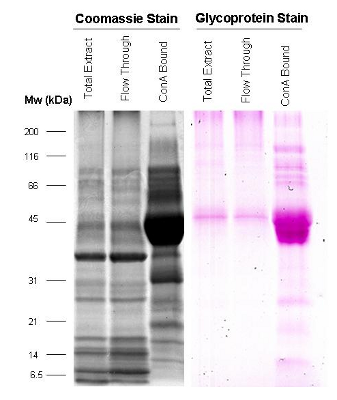 Coomassie Stain Glycoprotein Stain
Total Extract
Flow Through
ConA Bound
Total Extract
Flow Through
ConA Bound
Mw (kDa)
200
116
66
45
31
21
14
6.5